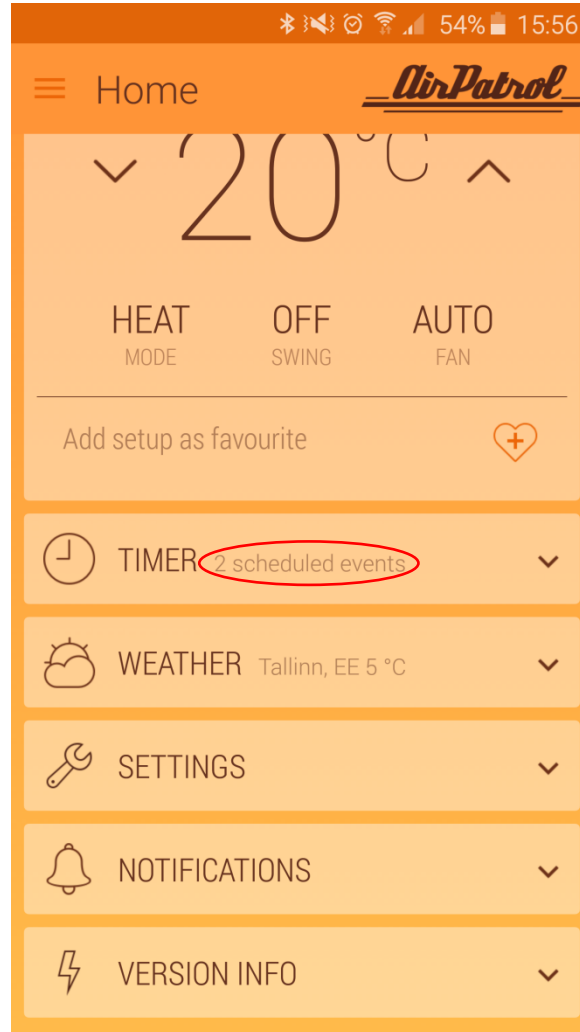 54% 15:56
Home AirPatrol
20°C
HEAT OFF AUTO
MODE SWING FAN
Add setup as favourite
TIMER 2 scheduled events
WEATHER Tallinn, EE 5 °C
SETTINGS
NOTIFICATIONS
VERSION INFO